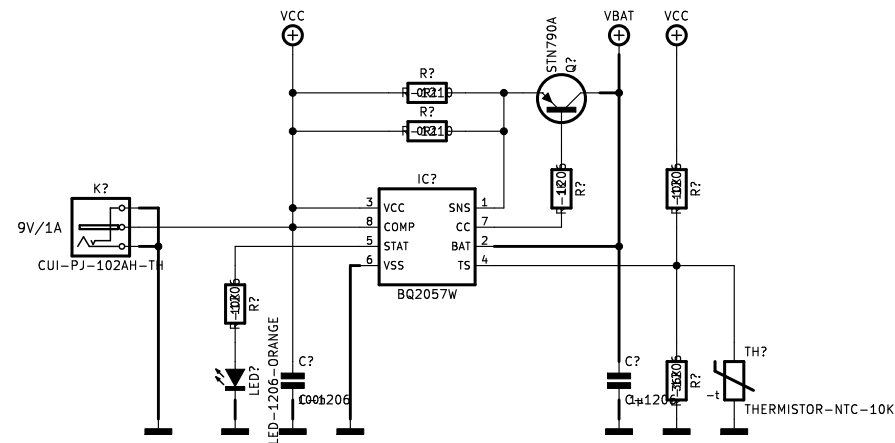 VCC
VBAT
VCC
STN790A
Q?
R?
R?
R?
R?
K?
9V/1A
CUI-PJ-102AH-TH
IC?
3 VCC
8 COMP
5 STAT
6 VSS
SNS 1
CC 7
BAT 2
TS 4
BQ2057W
R?
LED?
LED-1206-ORANGE
C?
C?
R?
TH?
-t
THERMISTOR-NTC-10K